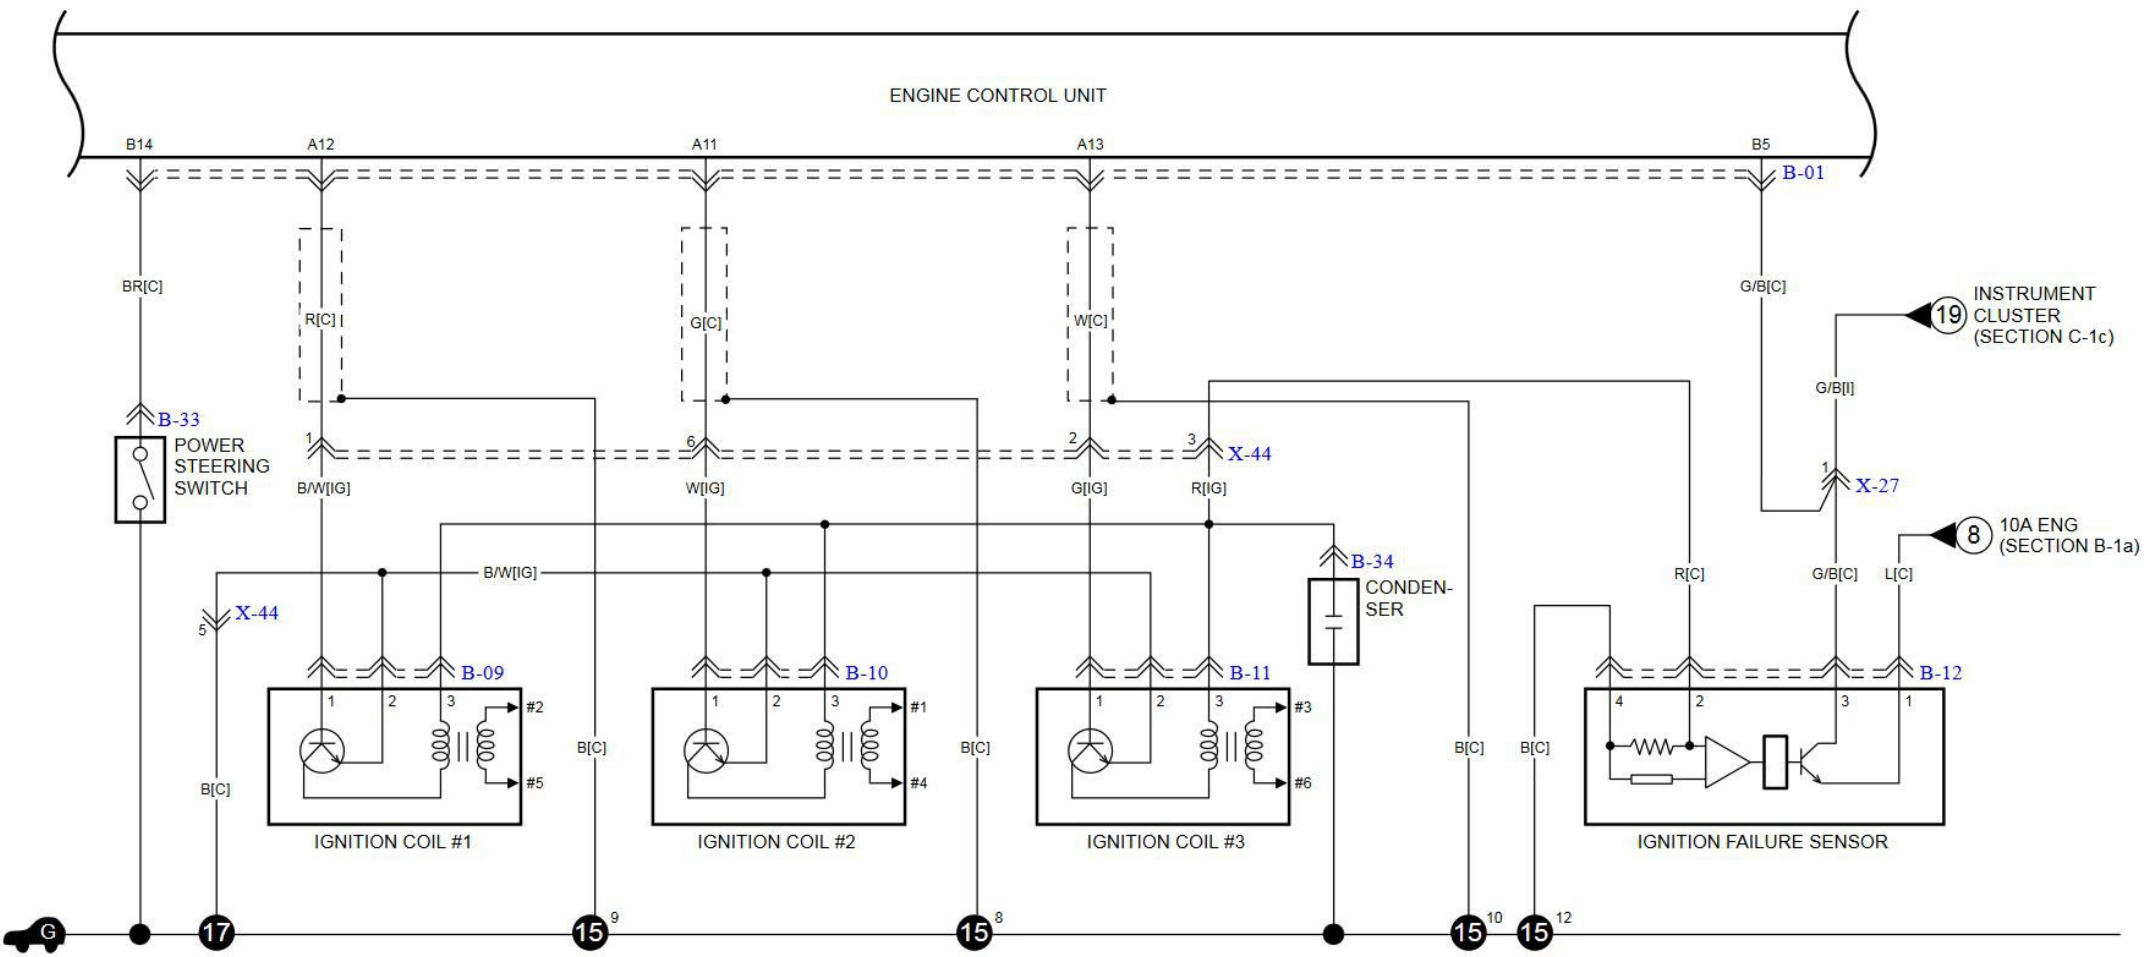 ENGINE CONTROL UNIT
B14 A12 A11 A13 B5
B-01
BR[C]
G/B[C]
R[C]
G[C]
W[C]
19
INSTRUMENT
CLUSTER
(SECTION C-1c)
G/B[I]
B-33
POWER
STEERING
SWITCH
1 6 2 3
X-44
1
X-27
B/W[IG]
W[IG]
G[IG]
R[IG]
8
10A ENG
(SECTION B-1a)
B/W[IG]
B-34
CONDEN-
SER
R[C]
G/B[C]
L[C]
X-44
5
B-09
B-10
B-11
B-12
1 2 3
#2
#5
1 2 3
#1
#4
1 2 3
#3
#6
4 2 3 1
B[C]
B[C]
B[C]
B[C]
B[C]
IGNITION COIL #1
IGNITION COIL #2
IGNITION COIL #3
IGNITION FAILURE SENSOR
G
17
15
9
15
8
15
10
15
12